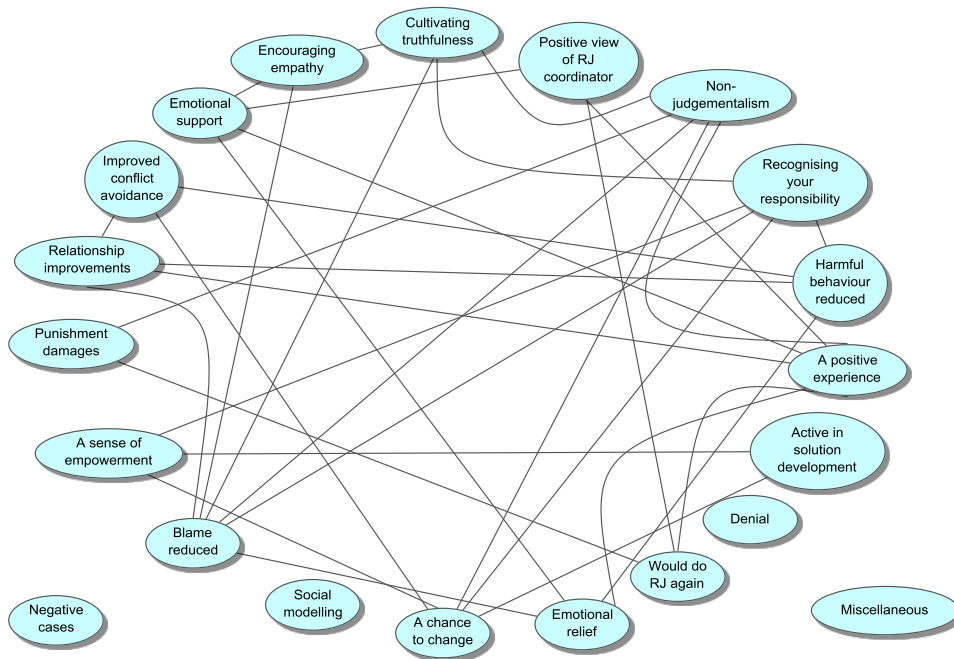 Cultivating
truthfulness
Encouraging
empathy
Positive view
of RJ
coordinator
Non-
judgementalism
Emotional
support
Improved
conflict
avoidance
Recognising
your
responsibility
Relationship
improvements
Harmful
behaviour
reduced
Punishment
damages
A positive
experience
A sense of
empowerment
Active in
solution
development
Denial
Blame
reduced
Would do
RJ again
Social
modelling
Negative
cases
A chance
to change
Emotional
relief
Miscellaneous